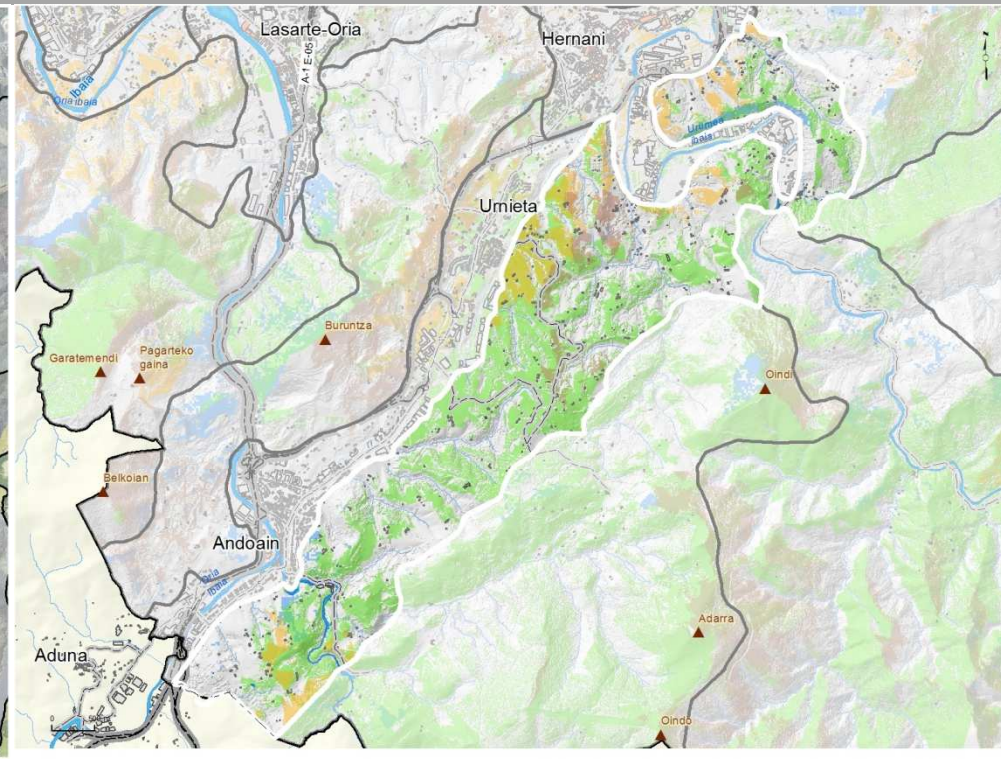 Lasarte-Oria
Hernani
A-1 E-05
Ibaia
Oria Ibaia
Urumea
Ibaia
Urnieta
Buruntza
Garatemendi
Pagarteko
gaina
Oindi
Belkoian
Andoain
Oria
Ibaia
Adarra
Aduna
Oindo